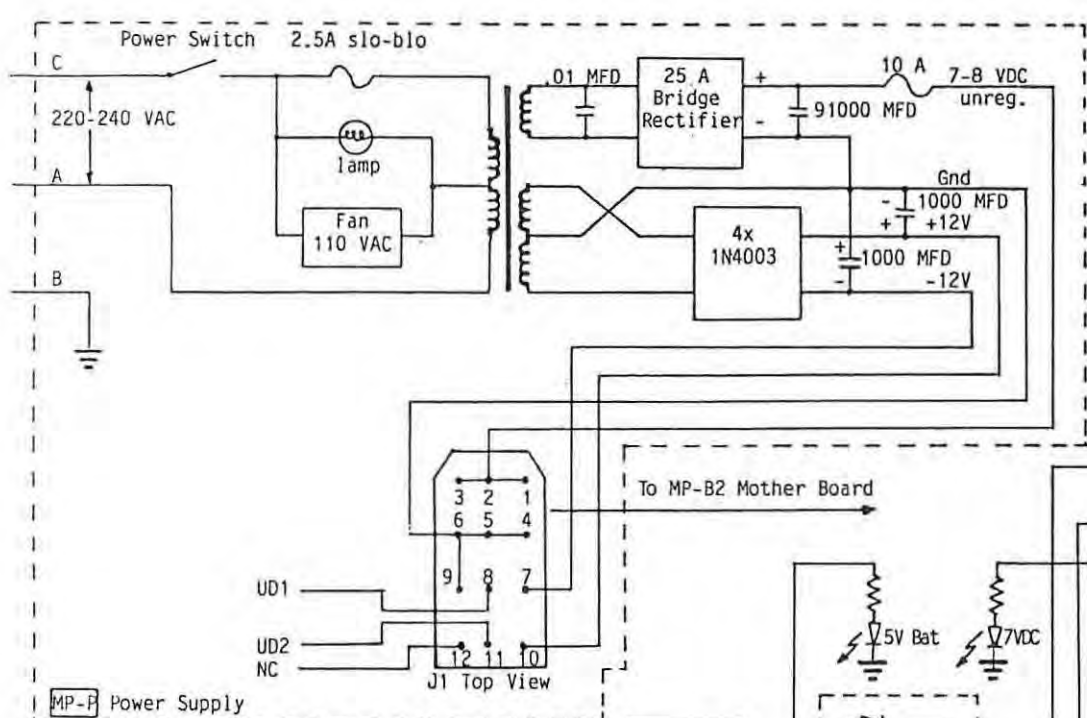 Power Switch
2.5A slo-blo
C
220-240 VAC
A
B
lamp
Fan
110 VAC
.01 MFD
25 A
Bridge
Rectifier
+
-
91000 MFD
10 A
7-8 VDC
unreg.
Gnd
-
1000 MFD
+
+12V
4x
1N4003
+
1000 MFD
-
-12V
3 2 1
6 5 4
9 8 7
12 11 10
UD1
UD2
NC
J1 Top View
To MP-B2 Mother Board
5V Bat
7VDC
MP-P Power Supply